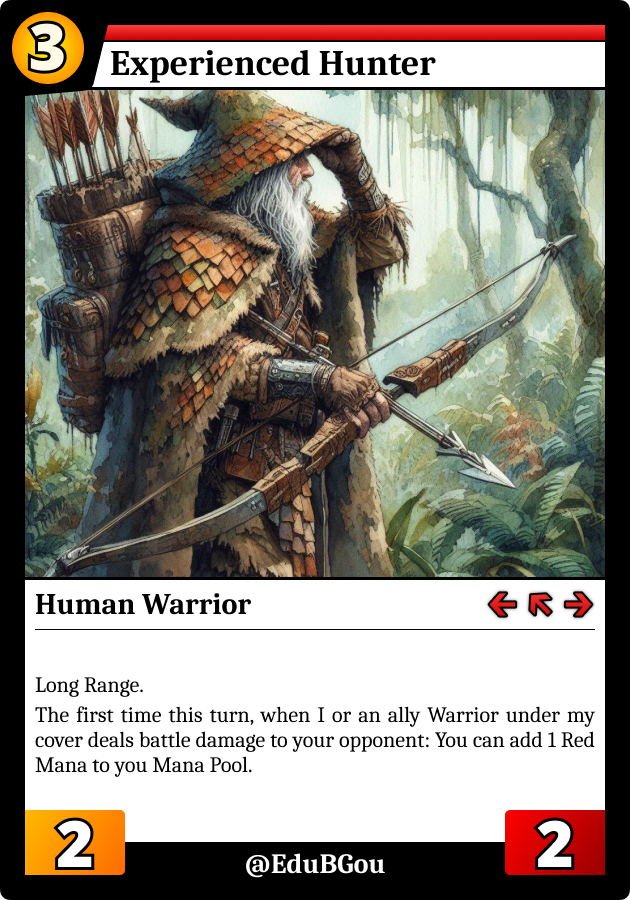 3
Experienced Hunter
Human Warrior
Long Range.
The first time this turn, when I or an ally Warrior under my
cover deals battle damage to your opponent: You can add 1 Red
Mana to you Mana Pool.
2
@EduBGou
2